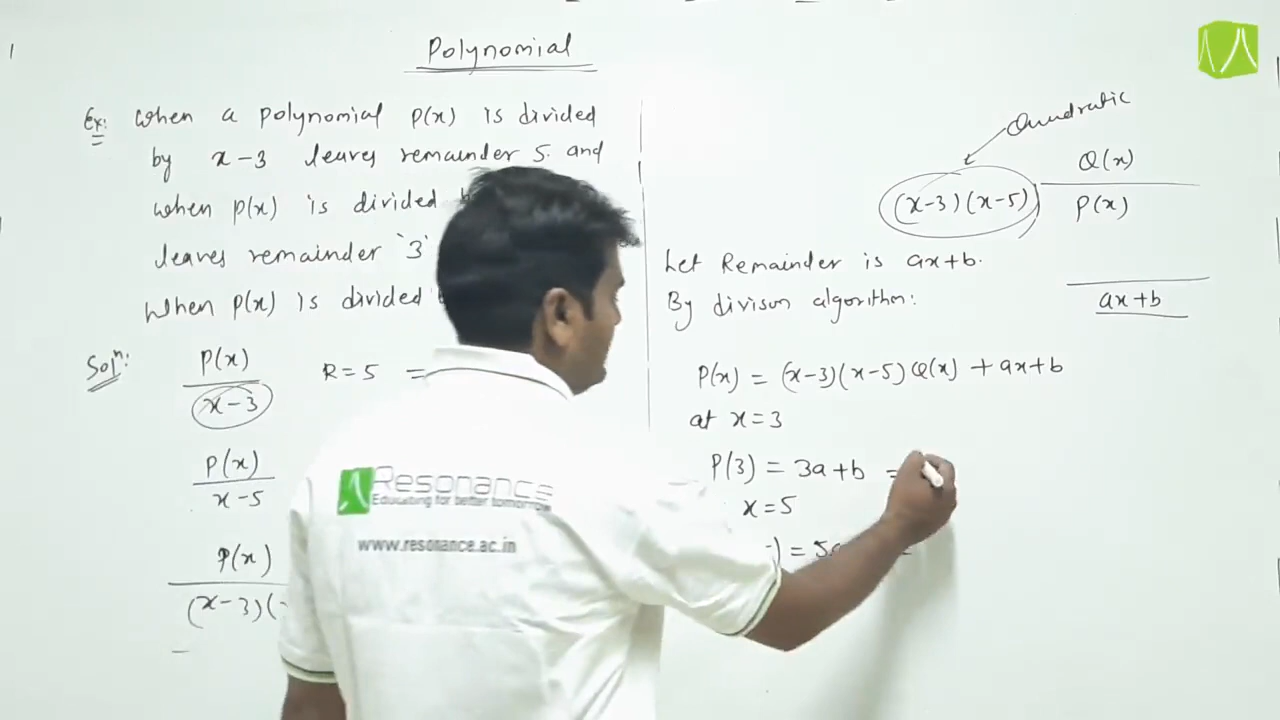 Polynomial
Ex: When a polynomial p(x) is divided
by x-3 leaves remainder 5. and
when p(x) is divided
leaves remainder '3'
When p(x) is divided
Solⁿ:
P(x)
x-3
R = 5 =
P(x)
x-5
P(x)
(x-3)(
Quadratic
Q(x)
(x-3)(x-5)
P(x)
Let Remainder is ax+b.
ax+b
By divison algorithm:
P(x) = (x-3)(x-5)Q(x) + ax+b
at x=3
P(3) = 3a+b =
x=5
) = 5
Resonance
Educating for better tomorrow
www.resonance.ac.in